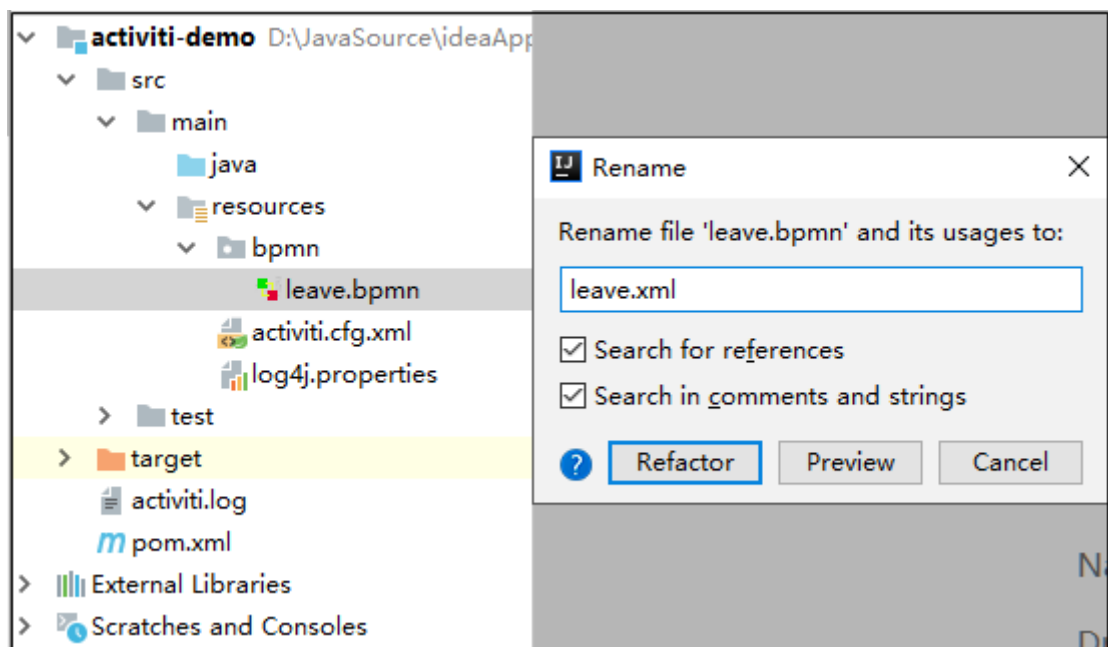 activiti-demo D:\JavaSource\ideaApp
src
main
java
resources
bpmn
leave.bpmn
activiti.cfg.xml
log4j.properties
test
target
activiti.log
pom.xml
External Libraries
Scratches and Consoles
Rename
Rename file 'leave.bpmn' and its usages to:
leave.xml
Search for references
Search in comments and strings
Refactor Preview Cancel